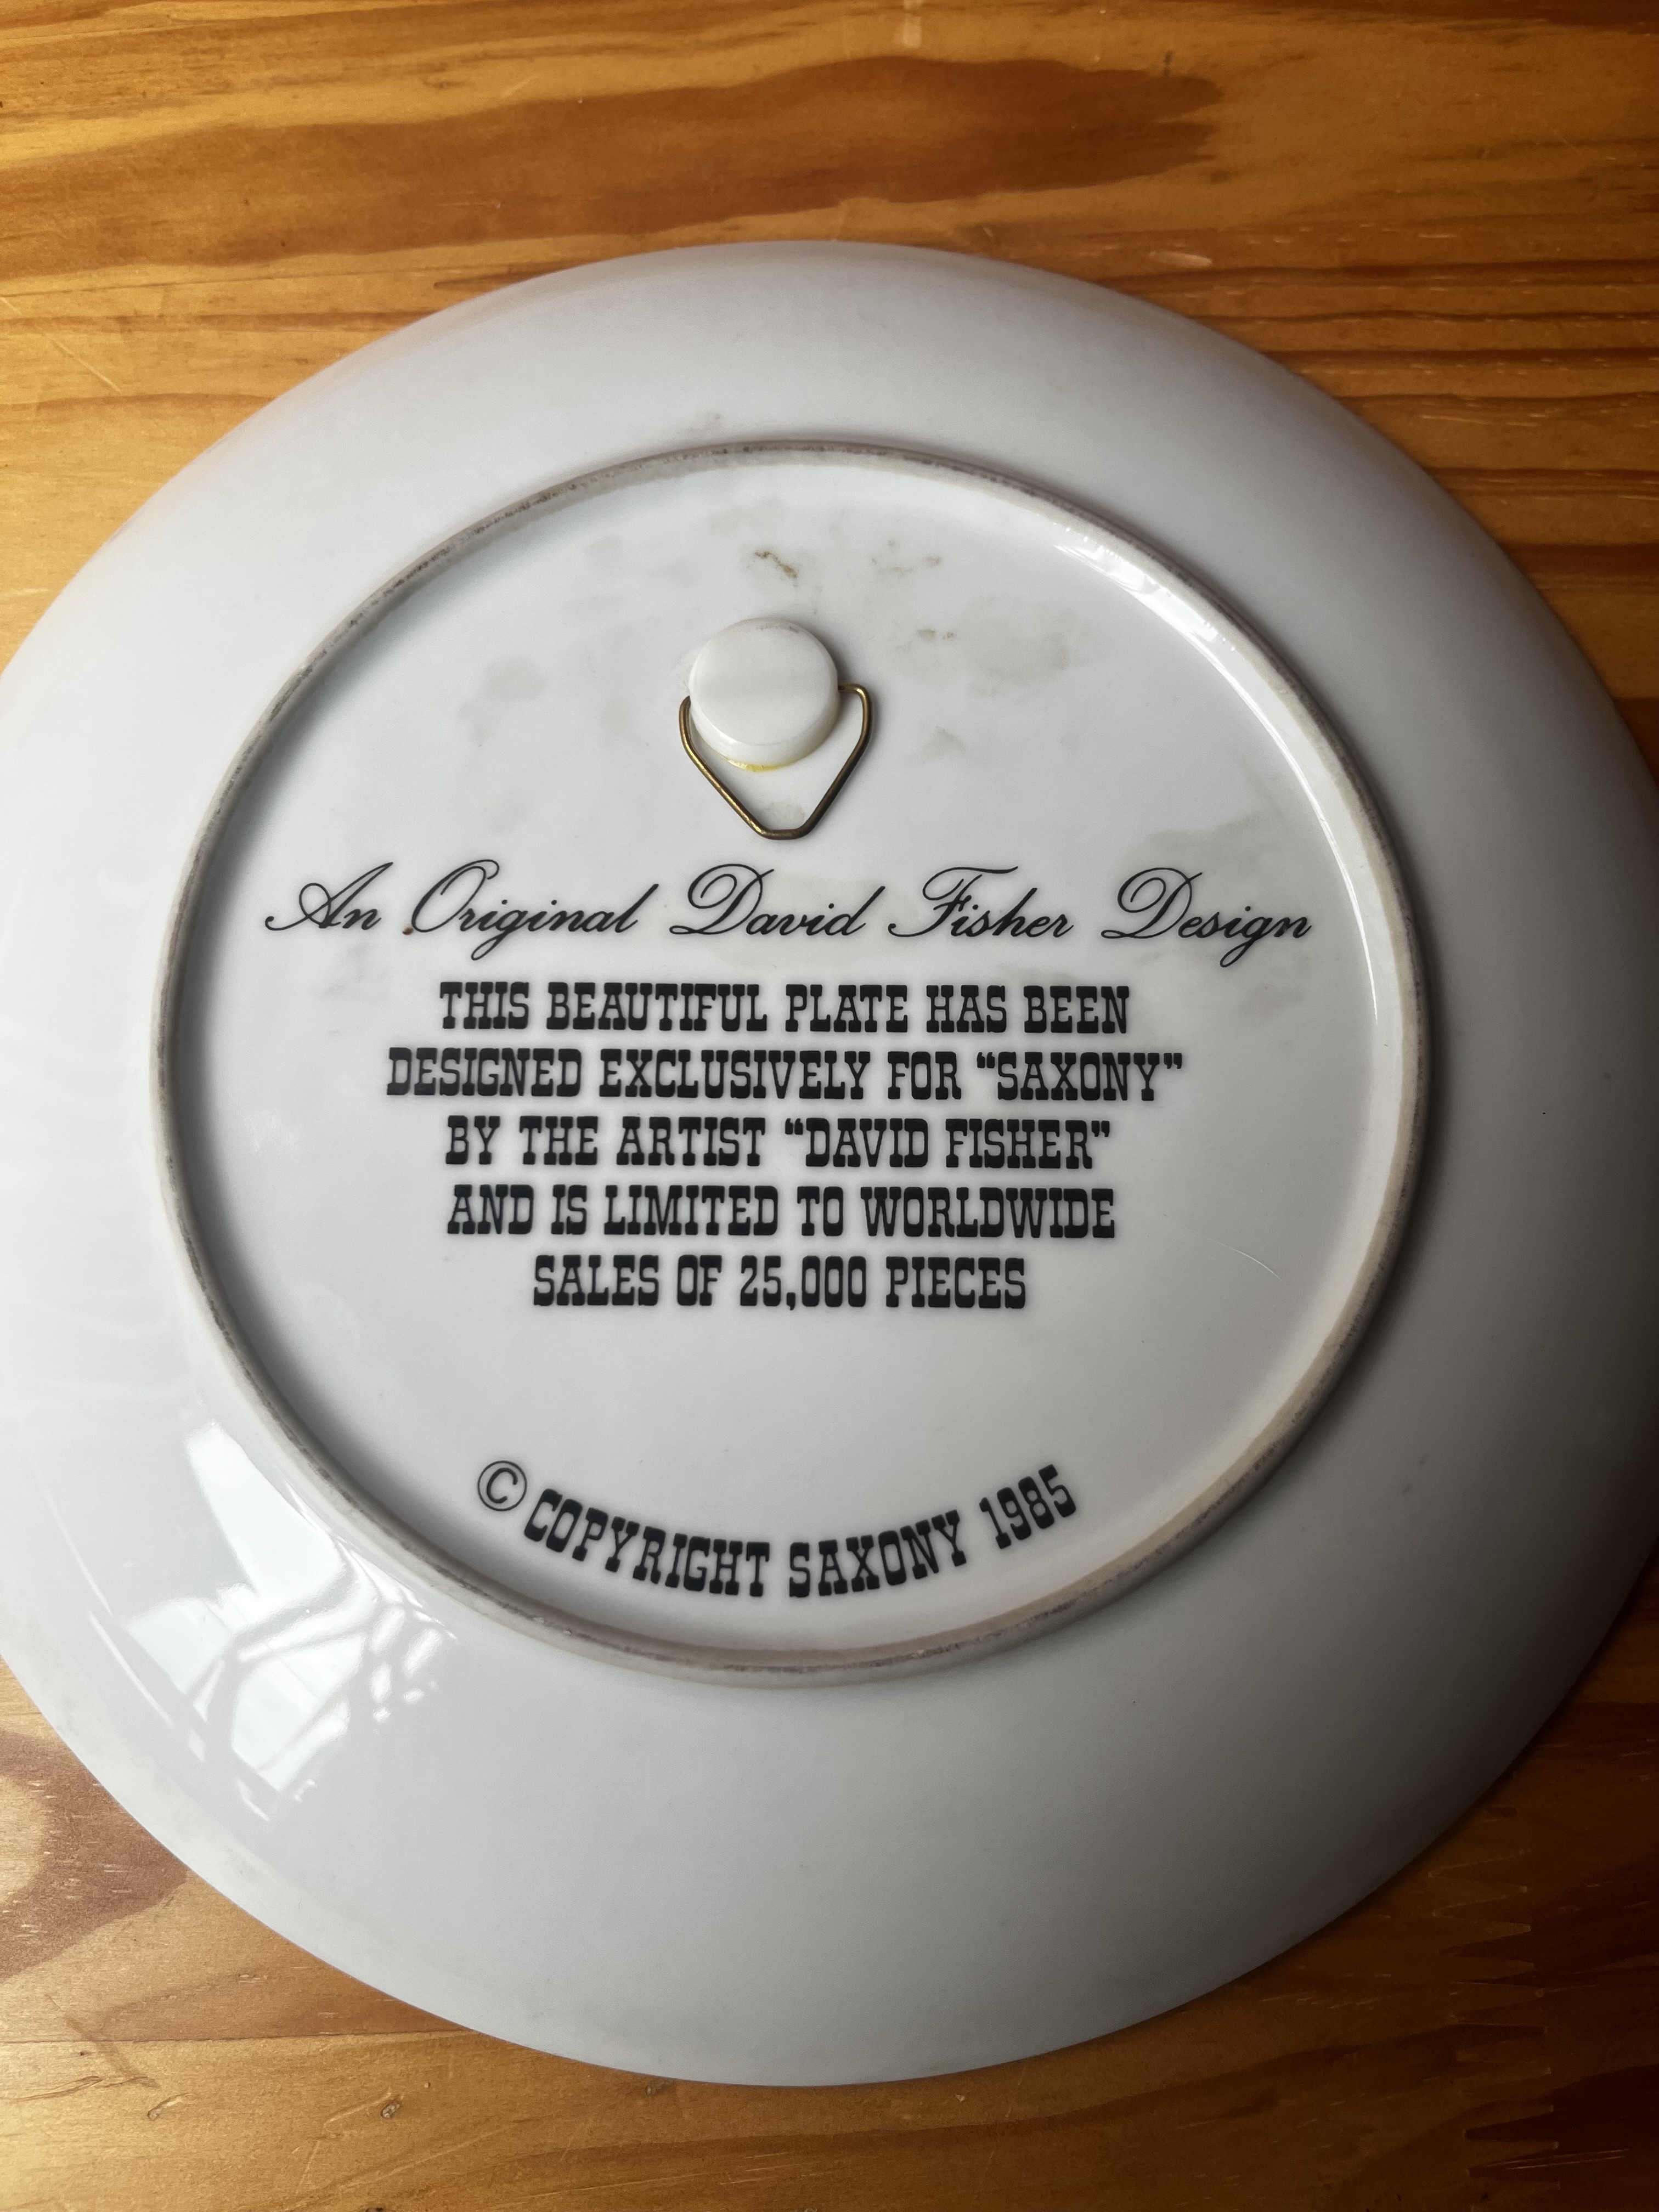 An Original David Fisher Design
THIS BEAUTIFUL PLATE HAS BEEN
DESIGNED EXCLUSIVELY FOR “SAXONY”
BY THE ARTIST “DAVID FISHER”
AND IS LIMITED TO WORLDWIDE
SALES OF 25,000 PIECES
© COPYRIGHT SAXONY 1985